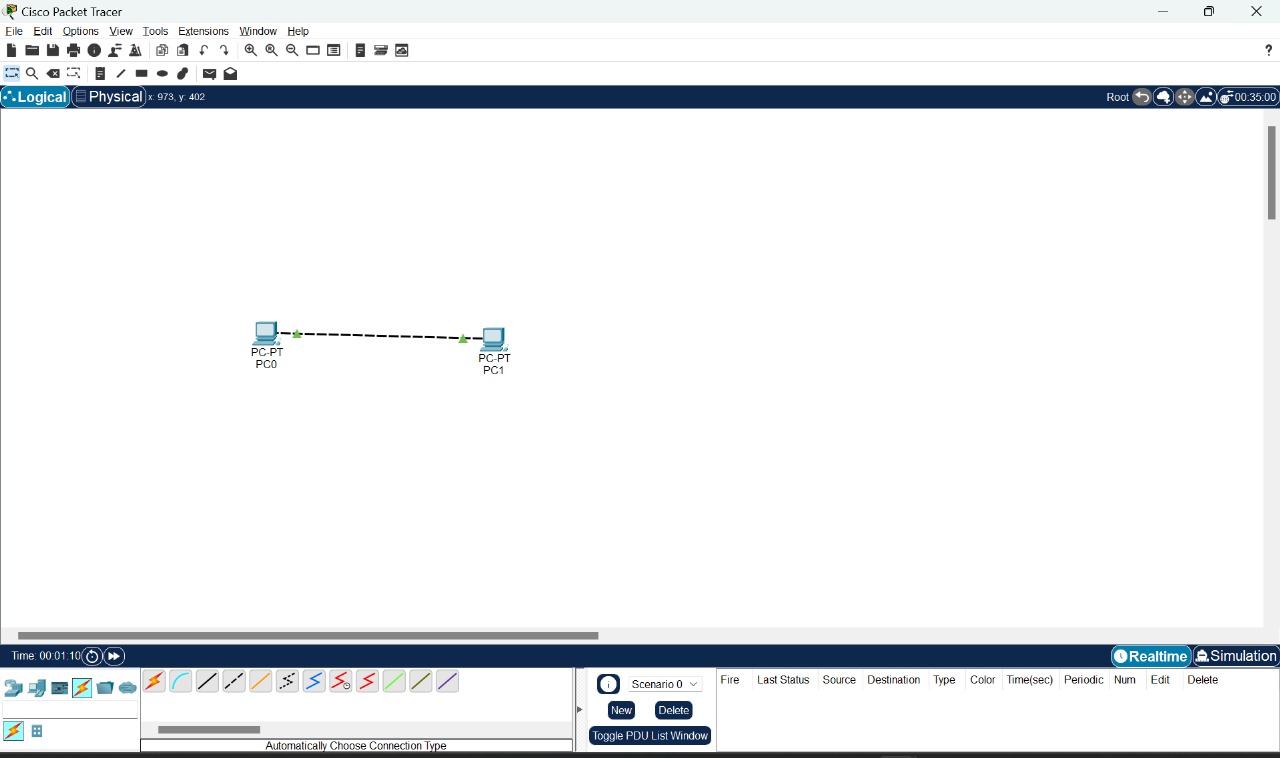 Cisco Packet Tracer
File Edit Options View Tools Extensions Window Help
?
Logical Physical x: 973, y: 402 Root 00:35:00
PC-PT
PC0
PC-PT
PC1
Time: 00:01:10 Realtime Simulation
Scenario 0
New Delete
Toggle PDU List Window
Fire Last Status Source Destination Type Color Time(sec) Periodic Num Edit Delete
Automatically Choose Connection Type